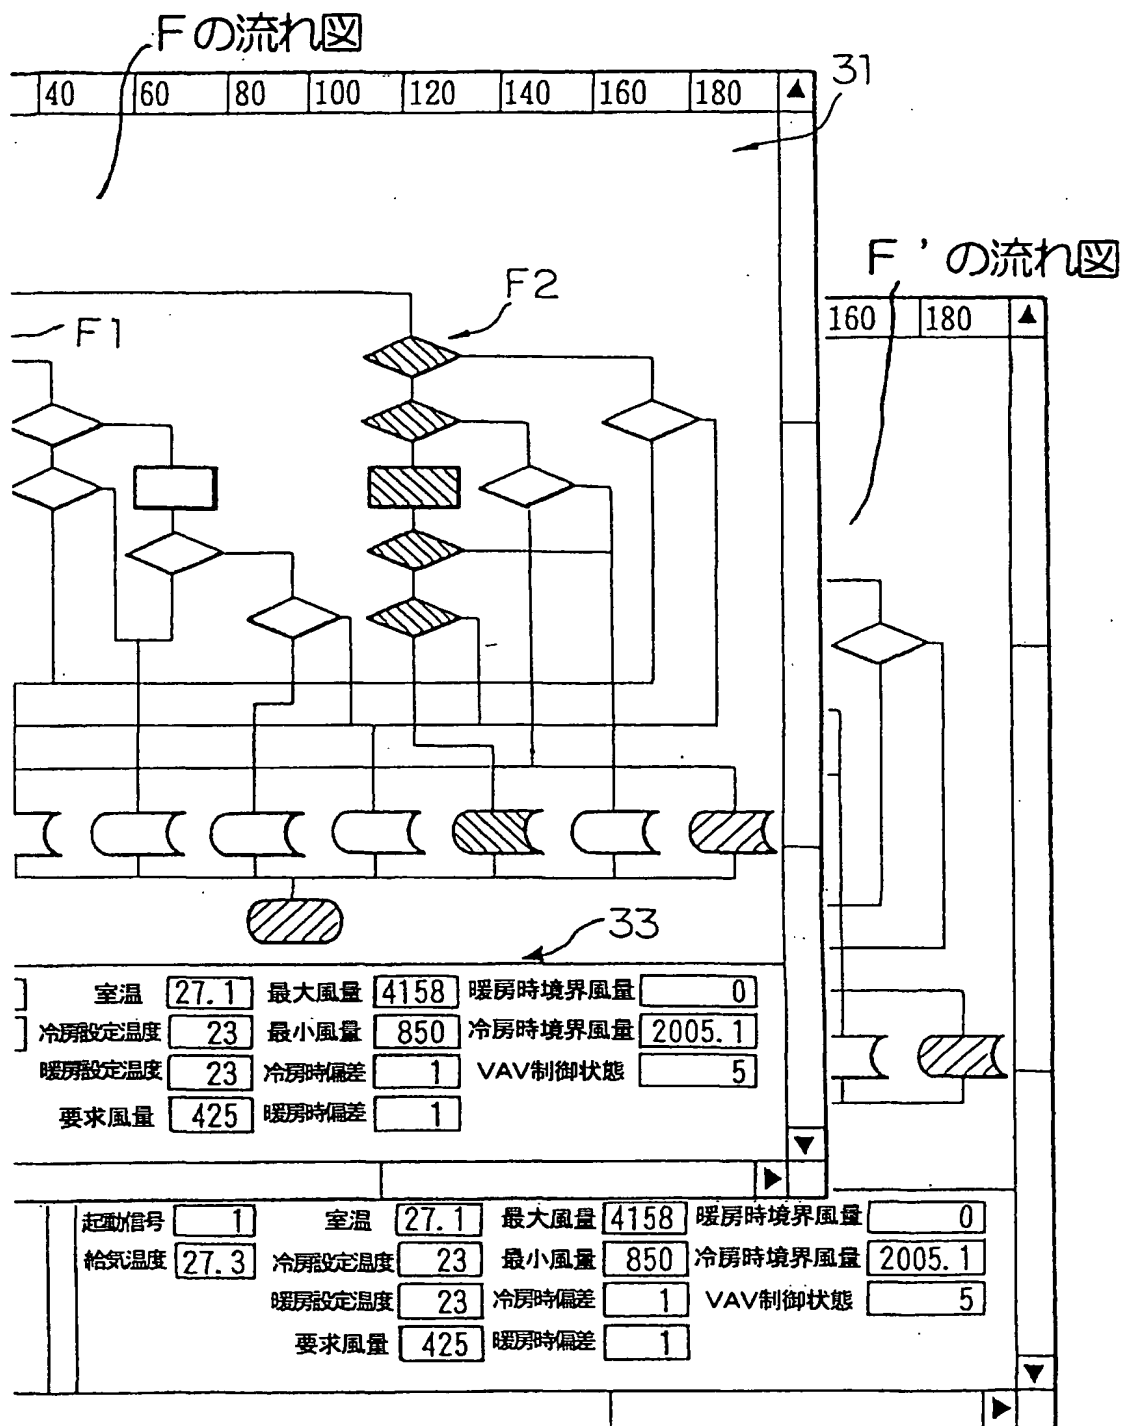 Fの流れ図
40 60 80 100 120 140 160 180 ▲
31
F'の流れ図
160 180 ▲
F1
F2
33
室温 27.1 最大風量 4158 暖房時境界風量 0
冷房設定温度 23 最小風量 850 冷房時境界風量 2005.1
暖房設定温度 23 冷房時偏差 1 VAV制御状態 5
要求風量 425 暖房時偏差 1
▼
▶
起動信号 1 室温 27.1 最大風量 4158 暖房時境界風量 0
給気温度 27.3 冷房設定温度 23 最小風量 850 冷房時境界風量 2005.1
暖房設定温度 23 冷房時偏差 1 VAV制御状態 5
要求風量 425 暖房時偏差 1
▼
▶